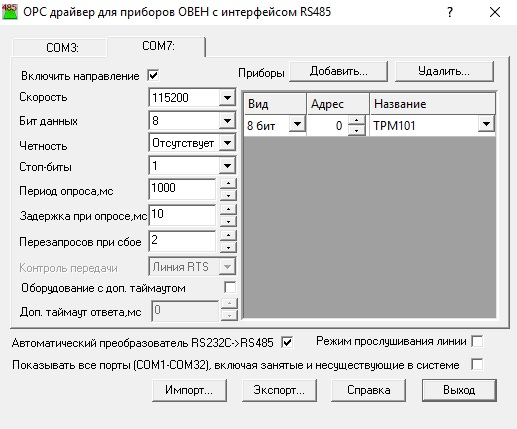 485 OPC драйвер для приборов ОВЕН с интерфейсом RS485 ?
COM3: COM7:
Включить направление Приборы Добавить... Удалить...
Скорость 115200 Вид Адрес Название
Бит данных 8 8 бит 0 ТРМ101
Четность Отсутствует
Стоп-биты 1
Период опроса,мс 1000
Задержка при опросе,мс 10
Перезапросов при сбое 2
Контроль передачи Линия RTS
Оборудование с доп. таймаутом
Доп. таймаут ответа,мс 0
Автоматический преобразователь RS232C->RS485 Режим прослушивания линии
Показывать все порты (COM1-COM32), включая занятые и несуществующие в системе
Импорт... Экспорт... Справка Выход